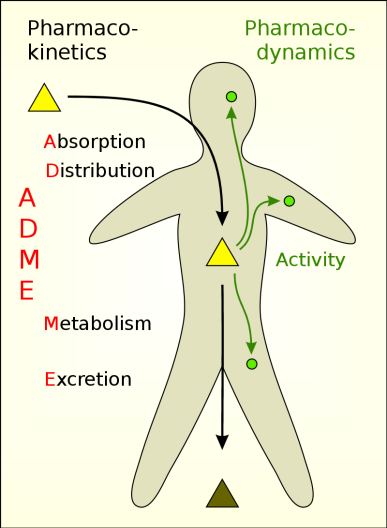 Pharmaco-
kinetics
Pharmaco-
dynamics
Absorption
Distribution
A
D
M
E
Activity
Metabolism
Excretion